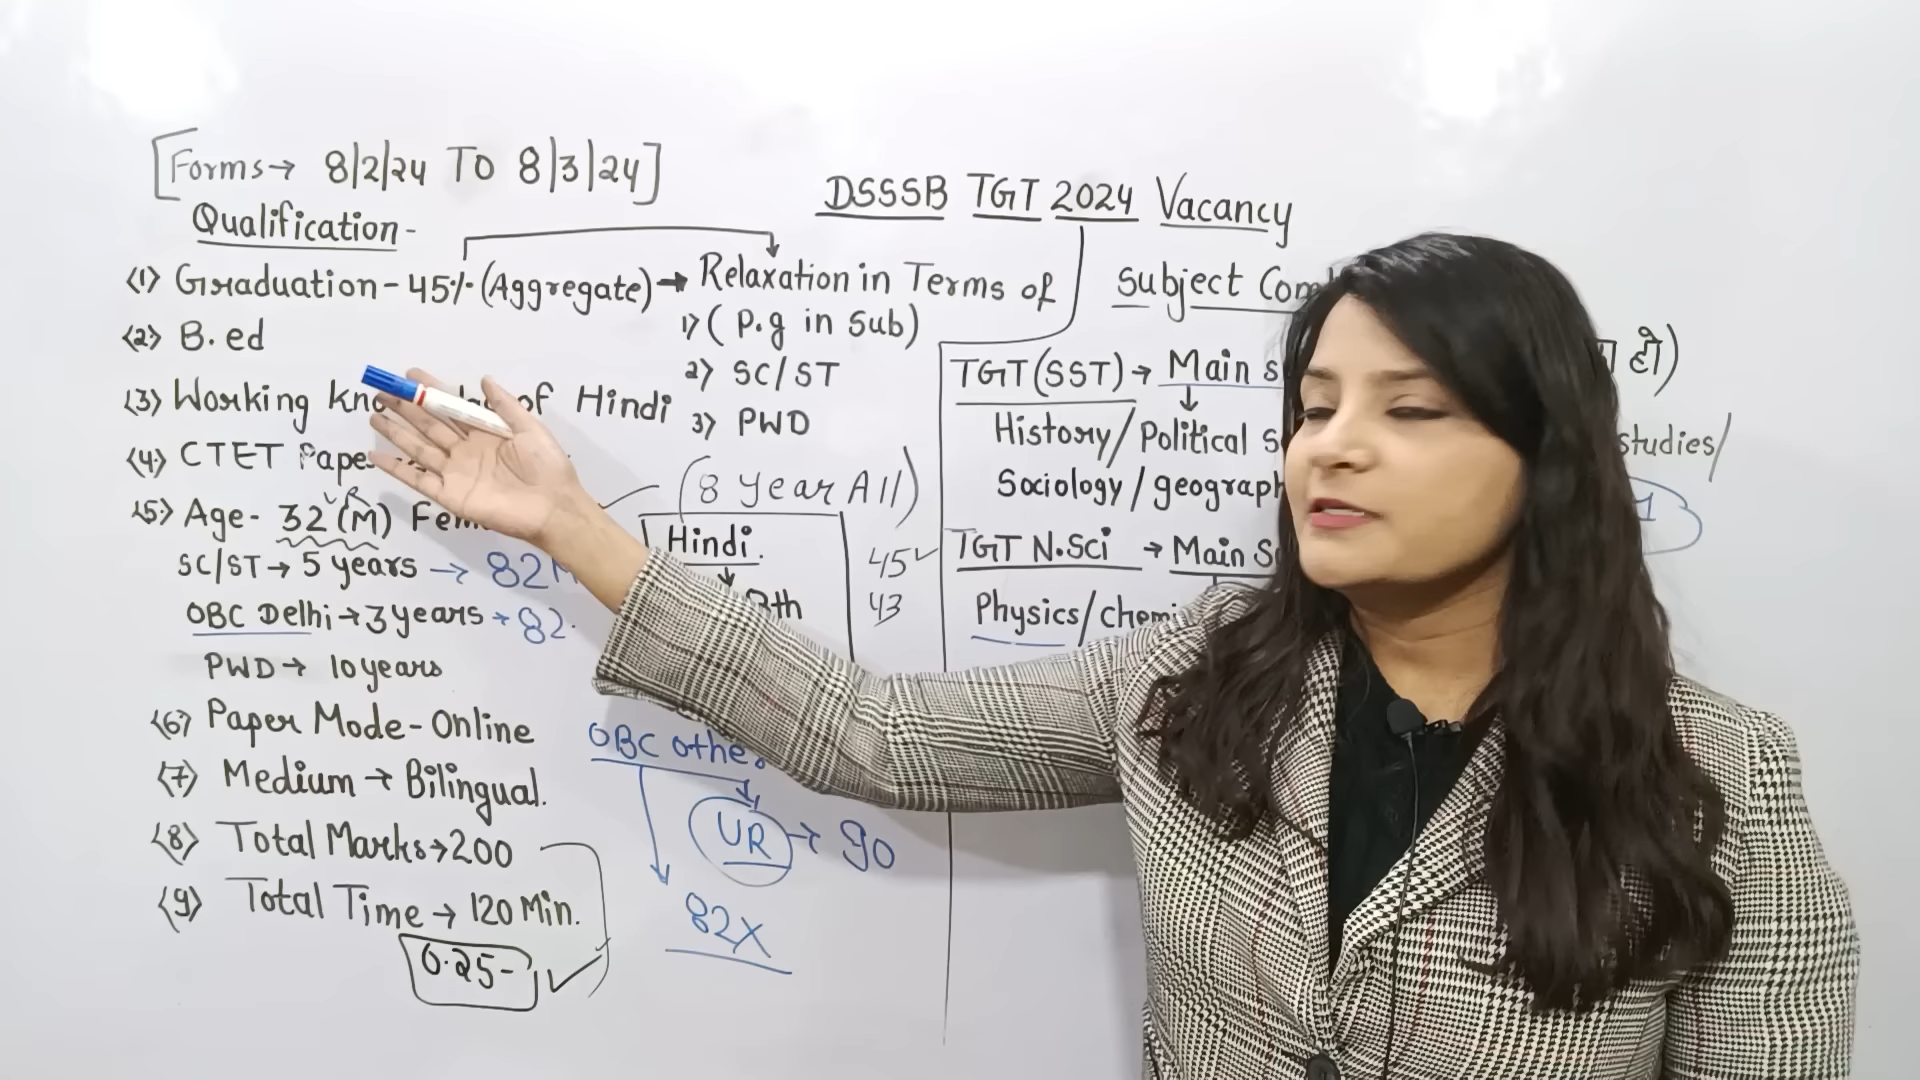 [Forms→ 8/2/24 TO 8/3/24]
Qualification-
<1> Graduation-45%(Aggregate)→ Relaxation in Terms of
1>(P.g in Sub)
2> SC/ST
3> PWD
<2> B.ed
<3> Working of Hindi
<4> CTET Paper
(8 Year All)
<5> Age- 32(M)
SC/ST→ 5 years → 82
OBC Delhi→3years→82.
PWD→ 10years
<6> Paper Mode-Online
<7> Medium→Bilingual.
<8> Total Marks→200
<9> Total Time→120 Min.
0.25-
Hindi.
45
43
OBC
UR → 90
82X
DSSSB TGT 2024 Vacancy
Subject
TGT(SST)→ Main
History/Political
Sociology/geograph
studies/
TGT N.Sci → Main
Physics/chemi
हो)